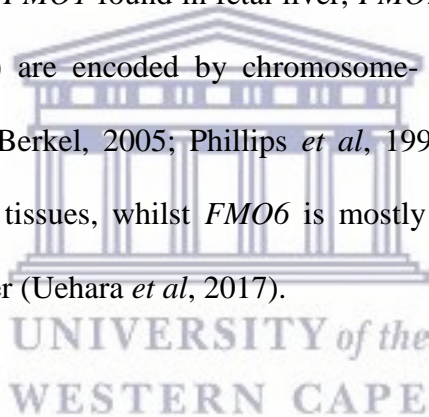 FMO1 found in fetal liver, FMO
) are encoded by chromosome-
Berkel, 2005; Phillips et al, 199
tissues, whilst FMO6 is mostly
er (Uehara et al, 2017).
UNIVERSITY of the
WESTERN CAPE